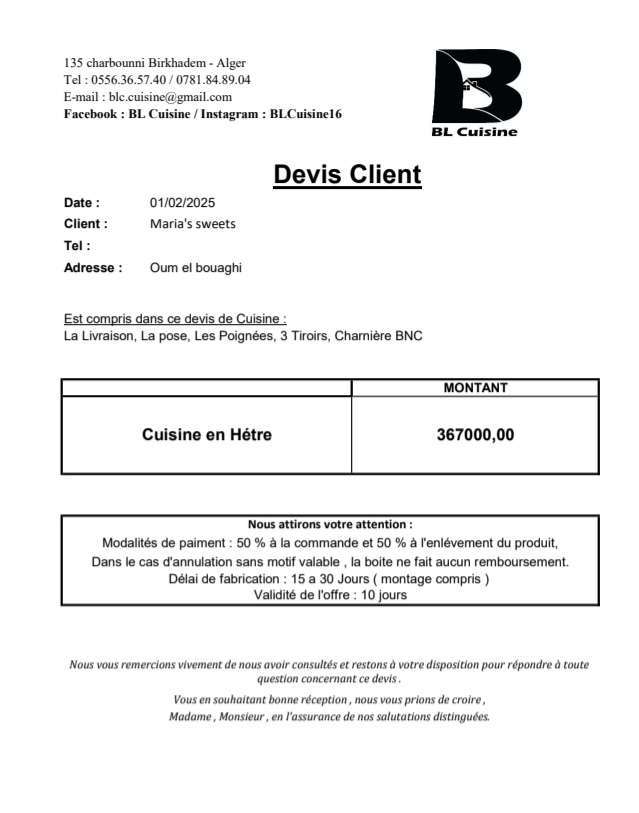 135 charbounni Birkhadem - Alger
Tel : 0556.36.57.40 / 0781.84.89.04
E-mail : blc.cuisine@gmail.com
Facebook : BL Cuisine / Instagram : BLCuisine16
BL Cuisine
Devis Client
Date : 01/02/2025
Client : Maria's sweets
Tel :
Adresse : Oum el bouaghi
Est compris dans ce devis de Cuisine :
La Livraison, La pose, Les Poignées, 3 Tiroirs, Charnière BNC
MONTANT
Cuisine en Hétre 367000,00
Nous attirons votre attention :
Modalités de paiment : 50 % à la commande et 50 % à l'enlévement du produit,
Dans le cas d'annulation sans motif valable , la boite ne fait aucun remboursement.
Délai de fabrication : 15 a 30 Jours ( montage compris )
Validité de l'offre : 10 jours
Nous vous remercions vivement de nous avoir consultés et restons à votre disposition pour répondre à toute
question concernant ce devis .
Vous en souhaitant bonne réception , nous vous prions de croire ,
Madame , Monsieur , en l'assurance de nos salutations distinguées.